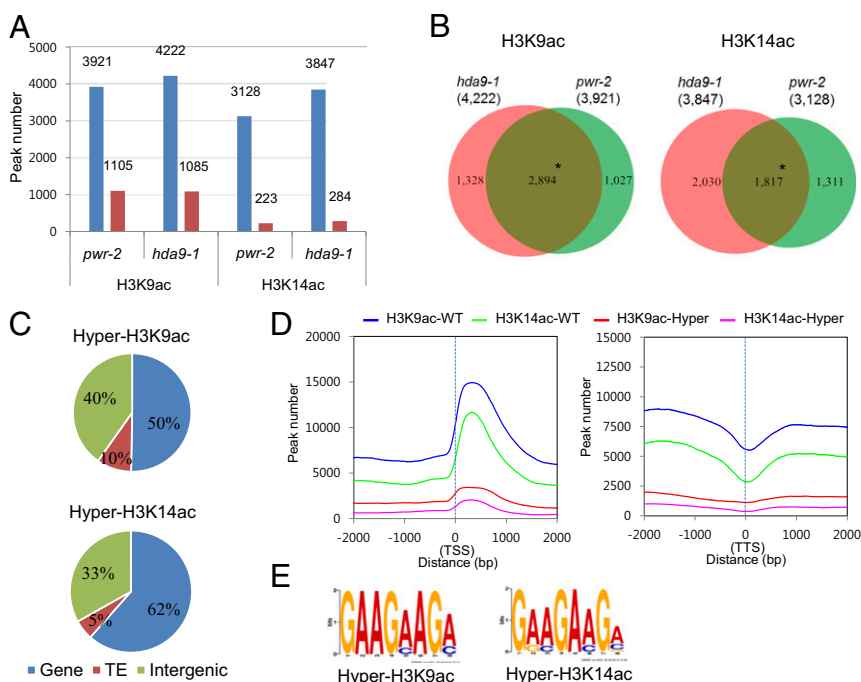 A
5000
4000
3000
2000
1000
0
Peak number
3921
1105
4222
1085
3128
223
3847
284
pwr-2
hda9-1
pwr-2
hda9-1
H3K9ac
H3K14ac
B
H3K9ac
hda9-1
(4,222)
pwr-2
(3,921)
1,328
2,894
*
1,027
H3K14ac
hda9-1
(3,847)
pwr-2
(3,128)
2,030
1,817
*
1,311
C
Hyper-H3K9ac
40%
50%
10%
Hyper-H3K14ac
33%
62%
5%
Gene
TE
Intergenic
D
H3K9ac-WT
H3K14ac-WT
H3K9ac-Hyper
H3K14ac-Hyper
20000
15000
10000
5000
0
Peak number
-2000
-1000
0
1000
2000
(TSS)
Distance (bp)
15000
12500
10000
7500
5000
2500
0
Peak number
-2000
-1000
0
1000
2000
(TTS)
Distance (bp)
E
GAAGAAGA
Hyper-H3K9ac
GAAGAAGA
Hyper-H3K14ac